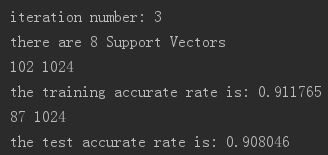 iteration number: 3
there are 8 Support Vectors
102 1024
the training accurate rate is: 0.911765
87 1024
the test accurate rate is: 0.908046